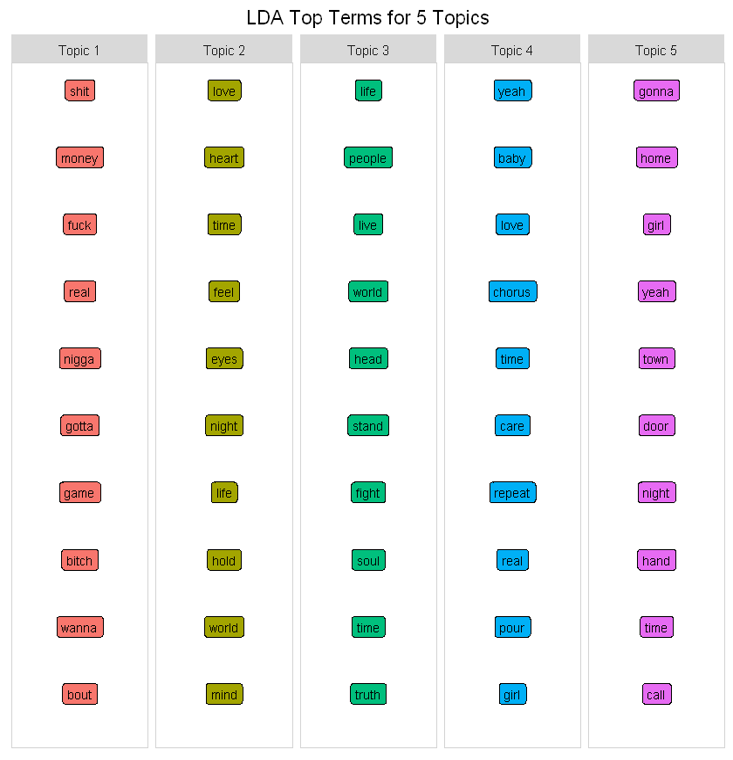 LDA Top Terms for 5 Topics
Topic 1 Topic 2 Topic 3 Topic 4 Topic 5
shit love life yeah gonna
money heart people baby home
fuck time live love girl
real feel world chorus yeah
nigga eyes head time town
gotta night stand care door
game life fight repeat night
bitch hold soul real hand
wanna world time pour time
bout mind truth girl call